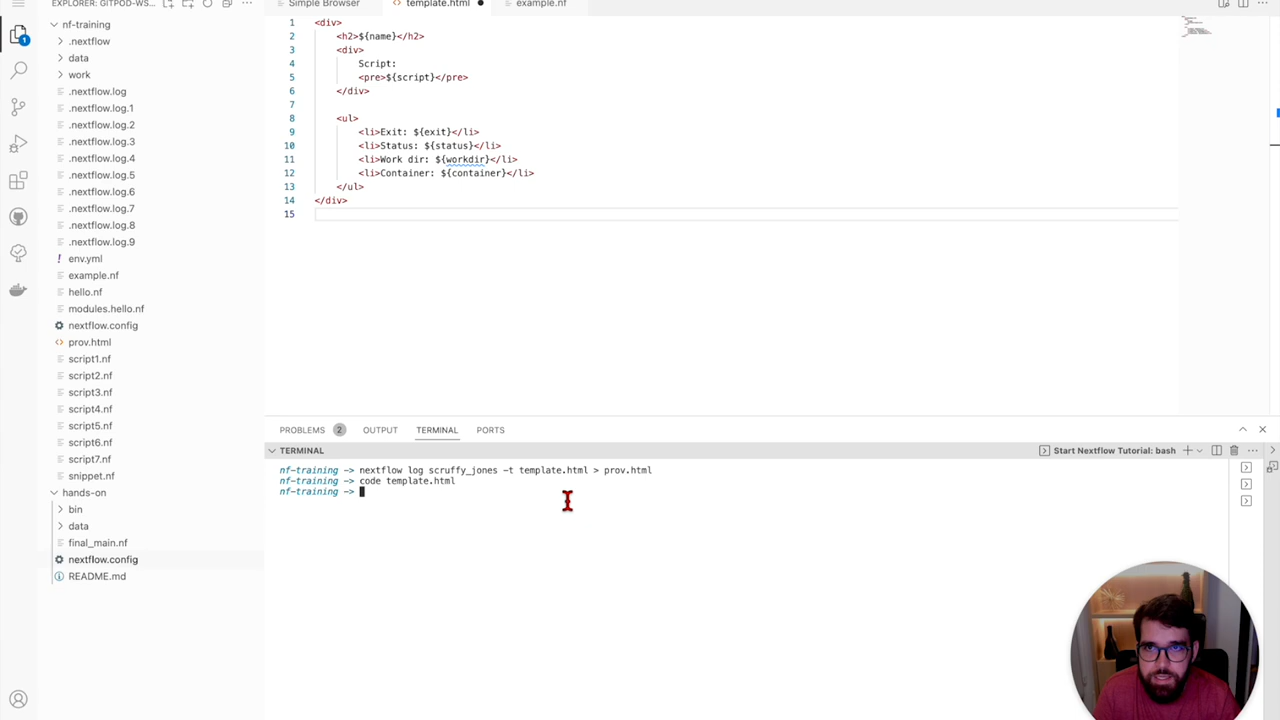 EXPLORER: GITPOD-WS...
nf-training
.nextflow
data
work
.nextflow.log
.nextflow.log.1
.nextflow.log.2
.nextflow.log.3
.nextflow.log.4
.nextflow.log.5
.nextflow.log.6
.nextflow.log.7
.nextflow.log.8
.nextflow.log.9
! env.yml
example.nf
hello.nf
modules.hello.nf
nextflow.config
<> prov.html
script1.nf
script2.nf
script3.nf
script4.nf
script5.nf
script6.nf
script7.nf
snippet.nf
hands-on
bin
data
final_main.nf
nextflow.config
README.md
1
Simple Browser
<> template.html
example.nf
1 <div>
2 <h2>${name}</h2>
3 <div>
4 Script:
5 <pre>${script}</pre>
6 </div>
7
8 <ul>
9 <li>Exit: ${exit}</li>
10 <li>Status: ${status}</li>
11 <li>Work dir: ${workdir}</li>
12 <li>Container: ${container}</li>
13 </ul>
14 </div>
15
PROBLEMS 2 OUTPUT TERMINAL PORTS
TERMINAL
Start Nextflow Tutorial: bash
nf-training -> nextflow log scruffy_jones -t template.html > prov.html
nf-training -> code template.html
nf-training ->